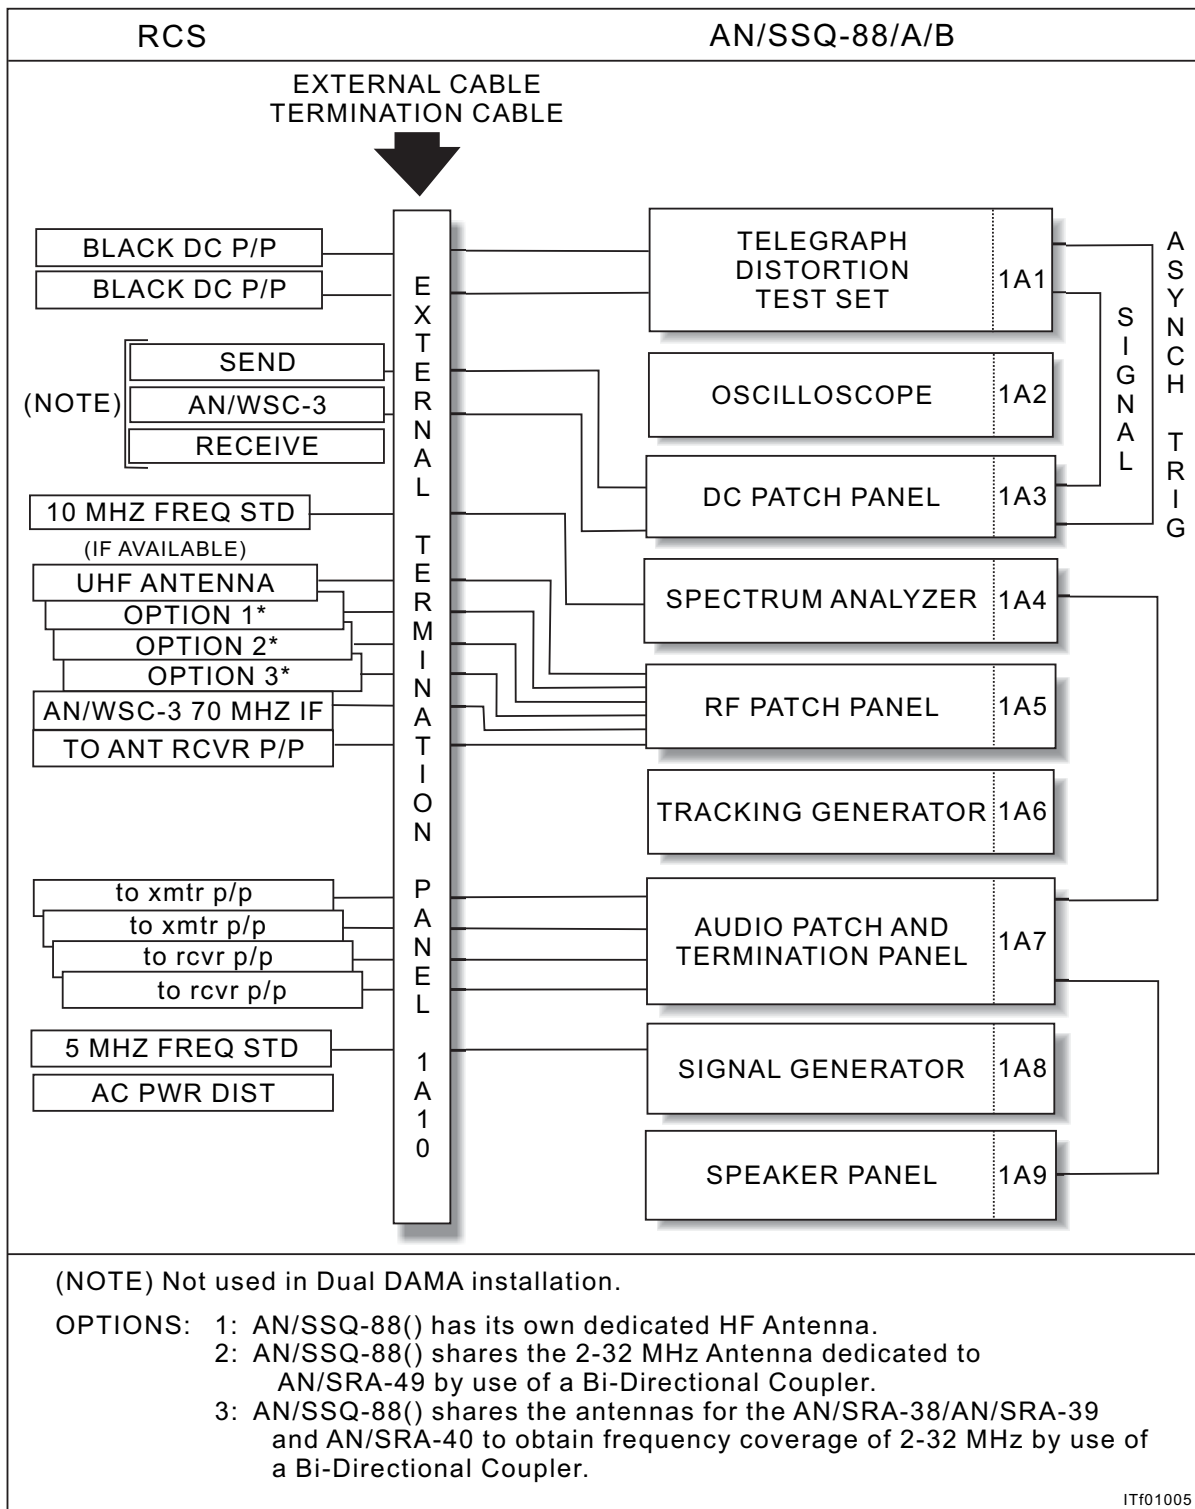 RCS
AN/SSQ-88/A/B
EXTERNAL CABLE
TERMINATION CABLE
BLACK DC P/P
BLACK DC P/P
(NOTE)
SEND
AN/WSC-3
RECEIVE
10 MHZ FREQ STD
(IF AVAILABLE)
UHF ANTENNA
OPTION 1*
OPTION 2*
OPTION 3*
AN/WSC-3 70 MHZ IF
TO ANT RCVR P/P
to xmtr p/p
to xmtr p/p
to rcvr p/p
to rcvr p/p
5 MHZ FREQ STD
AC PWR DIST
EXTERNAL TERMINATION PANEL 1A10
TELEGRAPH
DISTORTION
TEST SET
1A1
OSCILLOSCOPE
1A2
DC PATCH PANEL
1A3
SPECTRUM ANALYZER
1A4
RF PATCH PANEL
1A5
TRACKING GENERATOR
1A6
AUDIO PATCH AND
TERMINATION PANEL
1A7
SIGNAL GENERATOR
1A8
SPEAKER PANEL
1A9
SIGNAL
ASYNCH TRIG
(NOTE) Not used in Dual DAMA installation.
OPTIONS: 1: AN/SSQ-88() has its own dedicated HF Antenna.
2: AN/SSQ-88() shares the 2-32 MHz Antenna dedicated to
AN/SRA-49 by use of a Bi-Directional Coupler.
3: AN/SSQ-88() shares the antennas for the AN/SRA-38/AN/SRA-39
and AN/SRA-40 to obtain frequency coverage of 2-32 MHz by use of
a Bi-Directional Coupler.
ITf01005